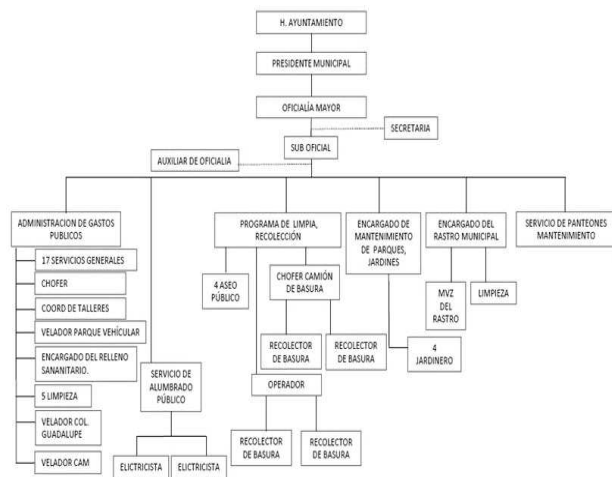 H. AYUNTAMIENTO
PRESIDENTE MUNICIPAL
OFICIALÍA MAYOR
SECRETARIA
SUB OFICIAL
AUXILIAR DE OFICIALIA
ADMINISTRACION DE GASTOS
PUBLICOS
17 SERVICIOS GENERALES
CHOFER
COORD DE TALLERES
VELADOR PARQUE VEHÍCULAR
ENCARGADO DEL RELLENO
SANANITARIO.
5 LIMPIEZA
VELADOR COL.
GUADALUPE
VELADOR CAM
SERVICIO DE
ALUMBRADO
PÚBLICO
ELICTRICISTA
ELICTRICISTA
PROGRAMA DE LIMPIA,
RECOLECCIÓN
4 ASEO
PÚBLICO
CHOFER CAMIÓN
DE BASURA
RECOLECTOR
DE BASURA
RECOLECTOR
DE BASURA
OPERADOR
RECOLECTOR
DE BASURA
RECOLECTOR
DE BASURA
ENCARGADO DE
MANTENIMIENTO
DE PARQUES,
JARDINES
4
JARDINERO
ENCARGADO DEL
RASTRO MUNICIPAL
MVZ
DEL
RASTRO
LIMPIEZA
SERVICIO DE PANTEONES
MANTENIMIENTO